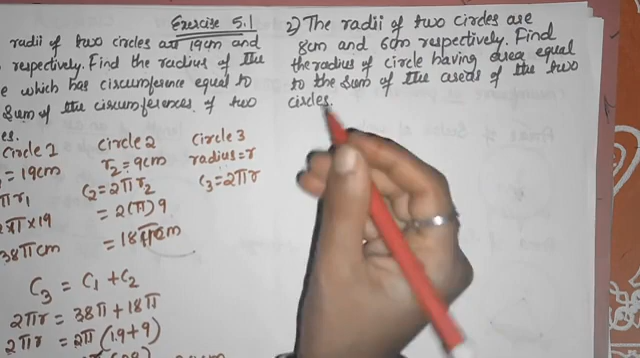 Exercise 5.1
radii of two circles are 19cm and
respectively. Find the radius of the
e which has circumference equal to
sum of the circumferences of two
es.
Circle 1
= 19cm
πr₁
2π×19
38π cm
Circle 2
r₂ = 9cm
C₂ = 2πr₂
= 2(π)9
= 18πcm
Circle 3
radius = r
C₃ = 2πr
C₃ = C₁ + C₂
2πr = 38π + 18π
2πr = 2π(19+9)
2) The radii of two circles are
8cm and 6cm respectively. Find
the radius of circle having area equal
to the sum of the areas of the two
circles.